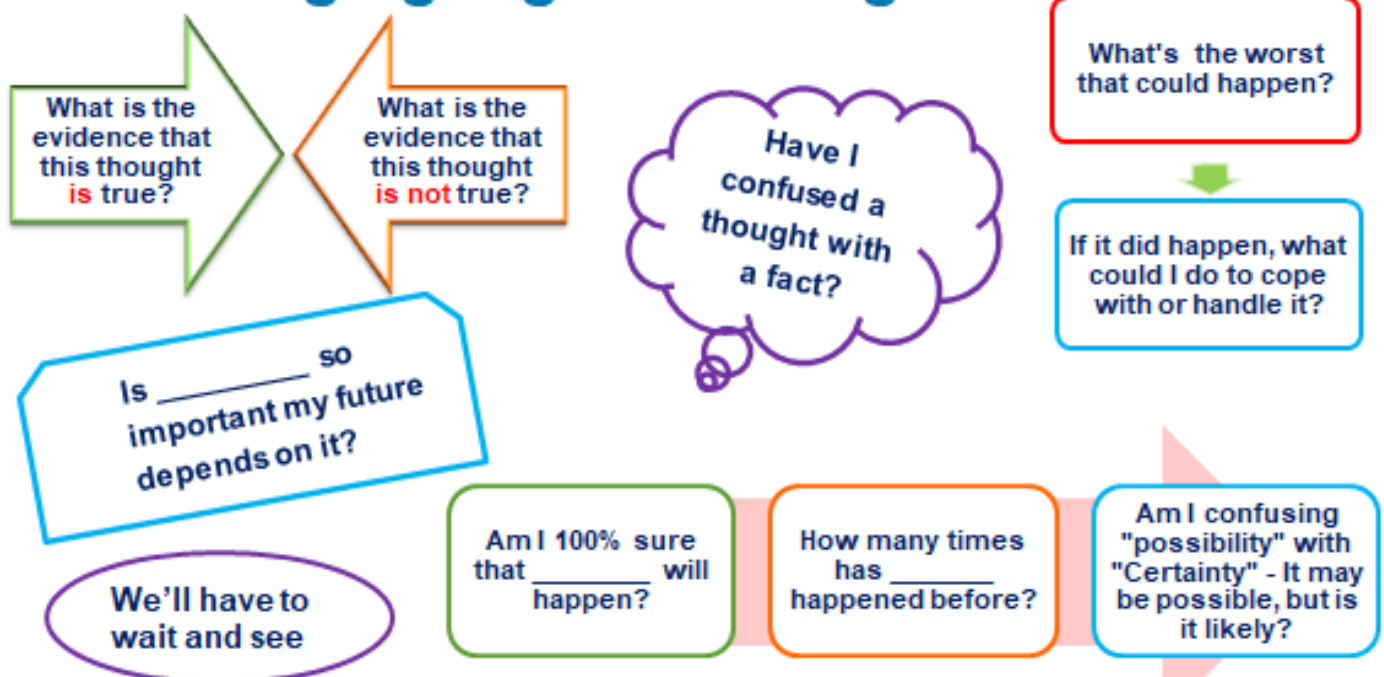 What is the
evidence that
this thought
is true?
What is the
evidence that
this thought
is not true?
Have I
confused a
thought with
a fact?
What's the worst
that could happen?
If it did happen, what
could I do to cope
with or handle it?
Is __________ so
important my future
depends on it?
We’ll have to
wait and see
Am I 100% sure
that ________ will
happen?
How many times
has _______
happened before?
Am I confusing
"possibility" with
"Certainty" - It may
be possible, but is
it likely?